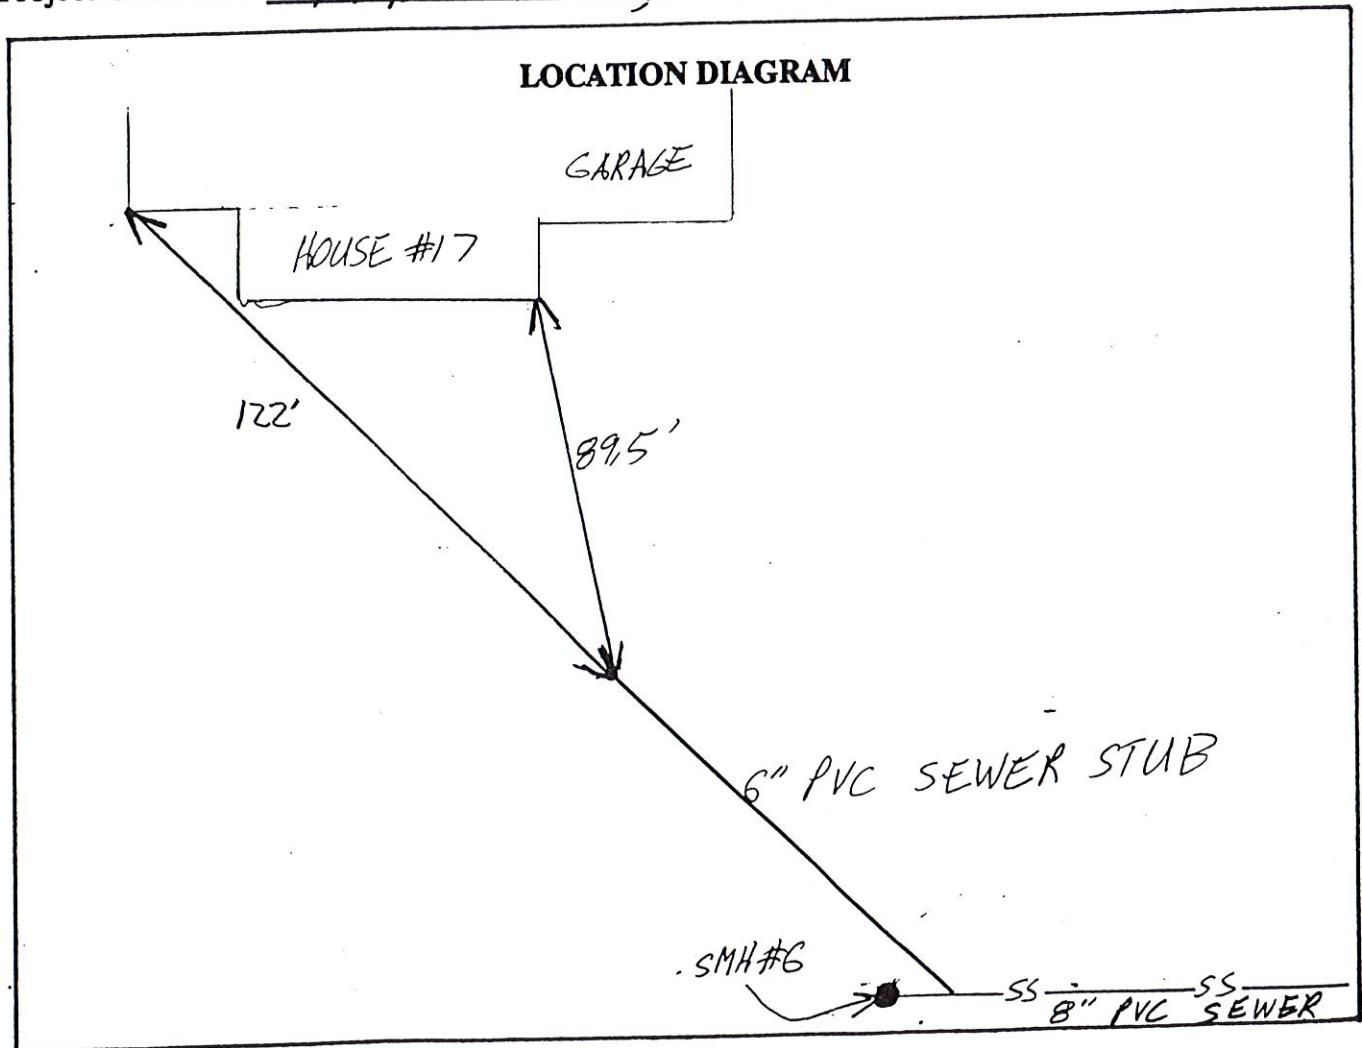 LOCATION DIAGRAM
GARAGE
HOUSE #17
122'
89.5'
6" PVC SEWER STUB
SMH#6
SS SS
8" PVC SEWER